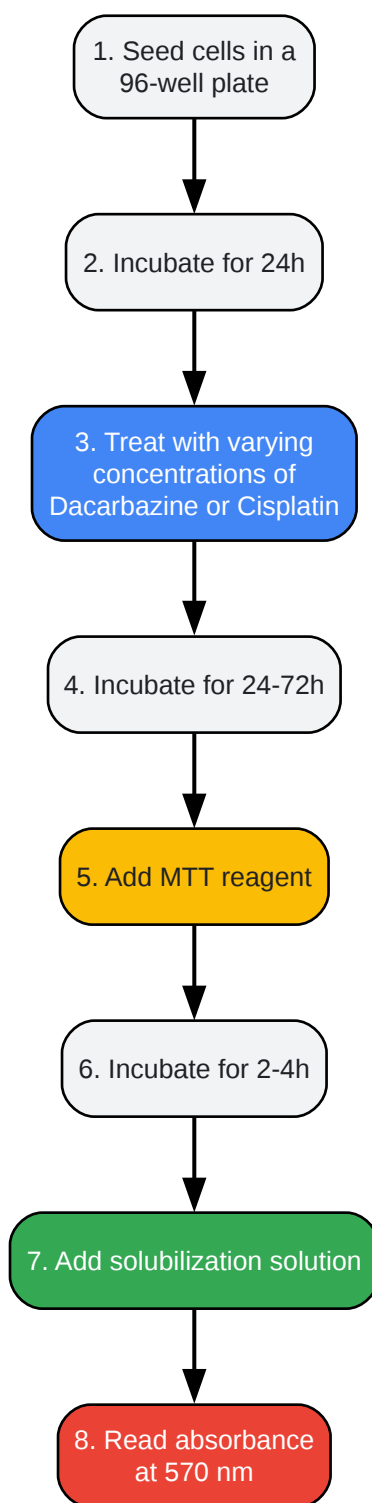 1. Seed cells in a
96-well plate
2. Incubate for 24h
3. Treat with varying
concentrations of
Dacarbazine or Cisplatin
4. Incubate for 24-72h
5. Add MTT reagent
6. Incubate for 2-4h
7. Add solubilization solution
8. Read absorbance
at 570 nm